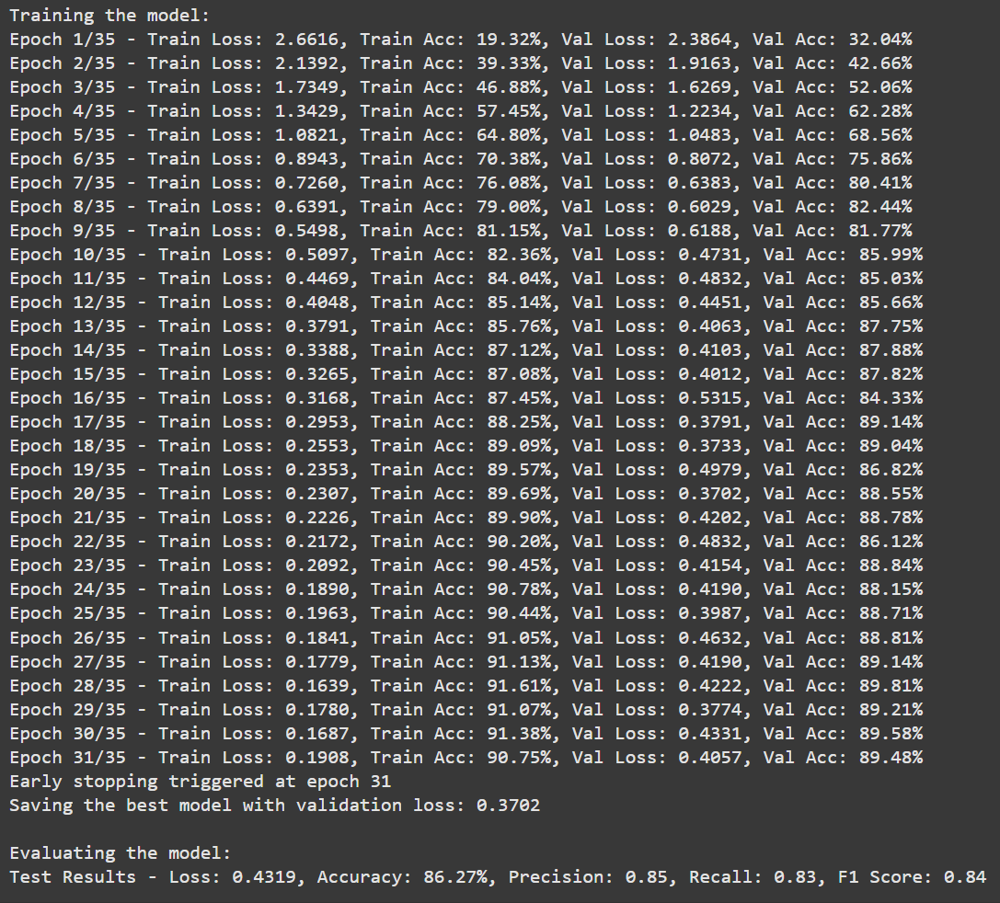 Training the model:
Epoch 1/35 - Train Loss: 2.6616, Train Acc: 19.32%, Val Loss: 2.3864, Val Acc: 32.04%
Epoch 2/35 - Train Loss: 2.1392, Train Acc: 39.33%, Val Loss: 1.9163, Val Acc: 42.66%
Epoch 3/35 - Train Loss: 1.7349, Train Acc: 46.88%, Val Loss: 1.6269, Val Acc: 52.06%
Epoch 4/35 - Train Loss: 1.3429, Train Acc: 57.45%, Val Loss: 1.2234, Val Acc: 62.28%
Epoch 5/35 - Train Loss: 1.0821, Train Acc: 64.80%, Val Loss: 1.0483, Val Acc: 68.56%
Epoch 6/35 - Train Loss: 0.8943, Train Acc: 70.38%, Val Loss: 0.8072, Val Acc: 75.86%
Epoch 7/35 - Train Loss: 0.7260, Train Acc: 76.08%, Val Loss: 0.6383, Val Acc: 80.41%
Epoch 8/35 - Train Loss: 0.6391, Train Acc: 79.00%, Val Loss: 0.6029, Val Acc: 82.44%
Epoch 9/35 - Train Loss: 0.5498, Train Acc: 81.15%, Val Loss: 0.6188, Val Acc: 81.77%
Epoch 10/35 - Train Loss: 0.5097, Train Acc: 82.36%, Val Loss: 0.4731, Val Acc: 85.99%
Epoch 11/35 - Train Loss: 0.4469, Train Acc: 84.04%, Val Loss: 0.4832, Val Acc: 85.03%
Epoch 12/35 - Train Loss: 0.4048, Train Acc: 85.14%, Val Loss: 0.4451, Val Acc: 85.66%
Epoch 13/35 - Train Loss: 0.3791, Train Acc: 85.76%, Val Loss: 0.4063, Val Acc: 87.75%
Epoch 14/35 - Train Loss: 0.3388, Train Acc: 87.12%, Val Loss: 0.4103, Val Acc: 87.88%
Epoch 15/35 - Train Loss: 0.3265, Train Acc: 87.08%, Val Loss: 0.4012, Val Acc: 87.82%
Epoch 16/35 - Train Loss: 0.3168, Train Acc: 87.45%, Val Loss: 0.5315, Val Acc: 84.33%
Epoch 17/35 - Train Loss: 0.2953, Train Acc: 88.25%, Val Loss: 0.3791, Val Acc: 89.14%
Epoch 18/35 - Train Loss: 0.2553, Train Acc: 89.09%, Val Loss: 0.3733, Val Acc: 89.04%
Epoch 19/35 - Train Loss: 0.2353, Train Acc: 89.57%, Val Loss: 0.4979, Val Acc: 86.82%
Epoch 20/35 - Train Loss: 0.2307, Train Acc: 89.69%, Val Loss: 0.3702, Val Acc: 88.55%
Epoch 21/35 - Train Loss: 0.2226, Train Acc: 89.90%, Val Loss: 0.4202, Val Acc: 88.78%
Epoch 22/35 - Train Loss: 0.2172, Train Acc: 90.20%, Val Loss: 0.4832, Val Acc: 86.12%
Epoch 23/35 - Train Loss: 0.2092, Train Acc: 90.45%, Val Loss: 0.4154, Val Acc: 88.84%
Epoch 24/35 - Train Loss: 0.1890, Train Acc: 90.78%, Val Loss: 0.4190, Val Acc: 88.15%
Epoch 25/35 - Train Loss: 0.1963, Train Acc: 90.44%, Val Loss: 0.3987, Val Acc: 88.71%
Epoch 26/35 - Train Loss: 0.1841, Train Acc: 91.05%, Val Loss: 0.4632, Val Acc: 88.81%
Epoch 27/35 - Train Loss: 0.1779, Train Acc: 91.13%, Val Loss: 0.4190, Val Acc: 89.14%
Epoch 28/35 - Train Loss: 0.1639, Train Acc: 91.61%, Val Loss: 0.4222, Val Acc: 89.81%
Epoch 29/35 - Train Loss: 0.1780, Train Acc: 91.07%, Val Loss: 0.3774, Val Acc: 89.21%
Epoch 30/35 - Train Loss: 0.1687, Train Acc: 91.38%, Val Loss: 0.4331, Val Acc: 89.58%
Epoch 31/35 - Train Loss: 0.1908, Train Acc: 90.75%, Val Loss: 0.4057, Val Acc: 89.48%
Early stopping triggered at epoch 31
Saving the best model with validation loss: 0.3702
Evaluating the model:
Test Results - Loss: 0.4319, Accuracy: 86.27%, Precision: 0.85, Recall: 0.83, F1 Score: 0.84